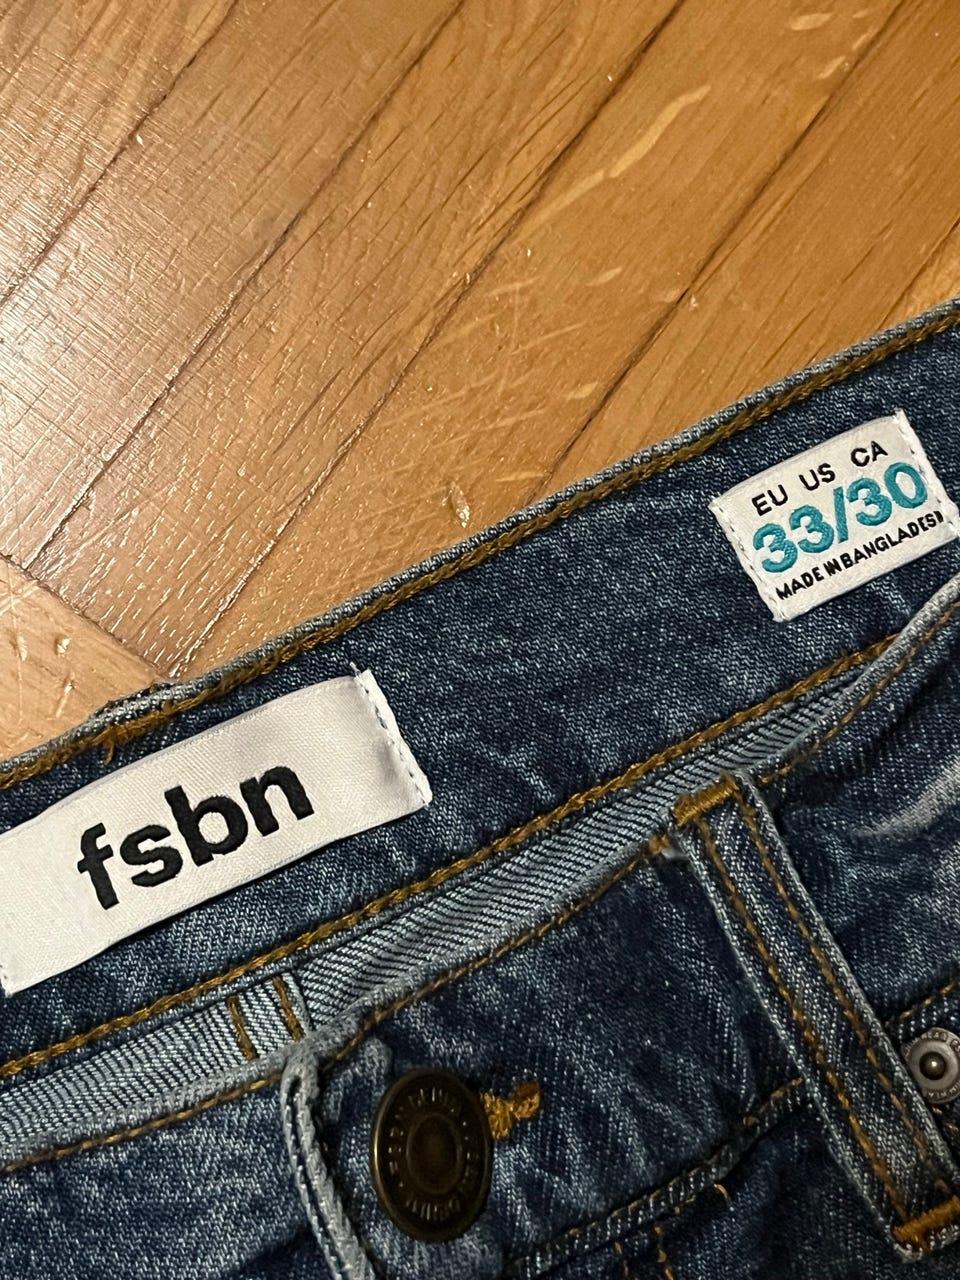 EU US CA
33/30
MADE IN BANGLADESH
fsbn